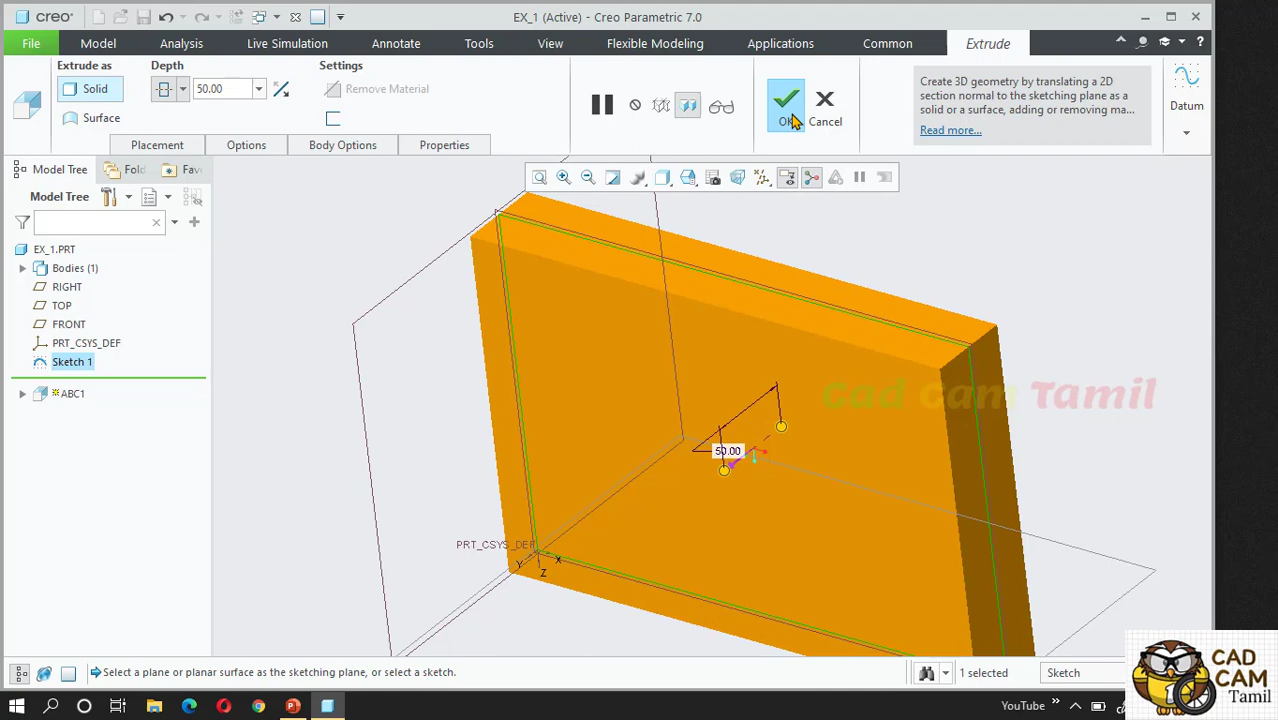 creo
EX_1 (Active) - Creo Parametric 7.0
File
Model
Analysis
Live Simulation
Annotate
Tools
View
Flexible Modeling
Applications
Common
Extrude
Extrude as
Depth
Settings
Solid
50.00
Remove Material
Surface
OK
Cancel
Create 3D geometry by translating a 2D
section normal to the sketching plane as a
solid or a surface, adding or removing ma...
Read more...
Datum
Placement
Options
Body Options
Properties
Model Tree
Fold
Fav
Model Tree
EX_1.PRT
Bodies (1)
RIGHT
TOP
FRONT
PRT_CSYS_DEF
Sketch 1
ABC1
Cad Cam Tamil
50.00
PRT_CSYS_DEF
X
Y
Z
Select a plane or planar surface as the sketching plane, or select a sketch.
1 selected
Sketch
CAD
CAM
Tamil
YouTube